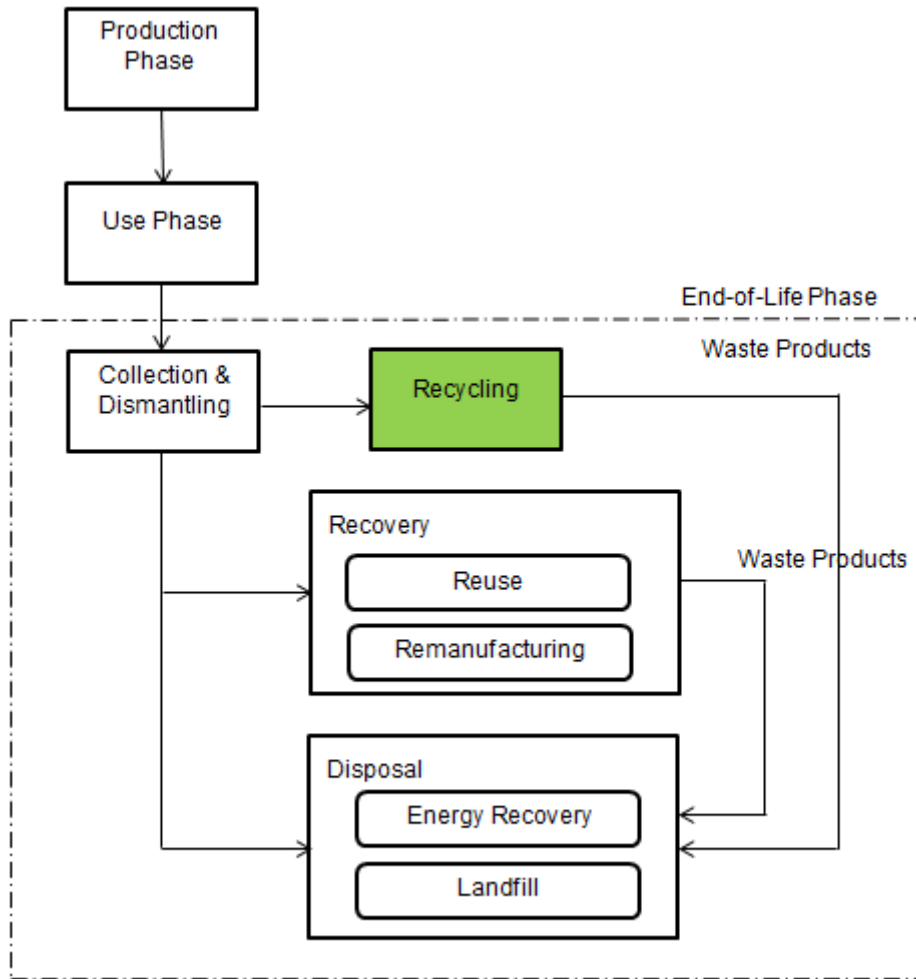 Production
Phase
Use Phase
End-of-Life Phase
Waste Products
Collection &
Dismantling
Recycling
Recovery
Reuse
Remanufacturing
Waste Products
Disposal
Energy Recovery
Landfill